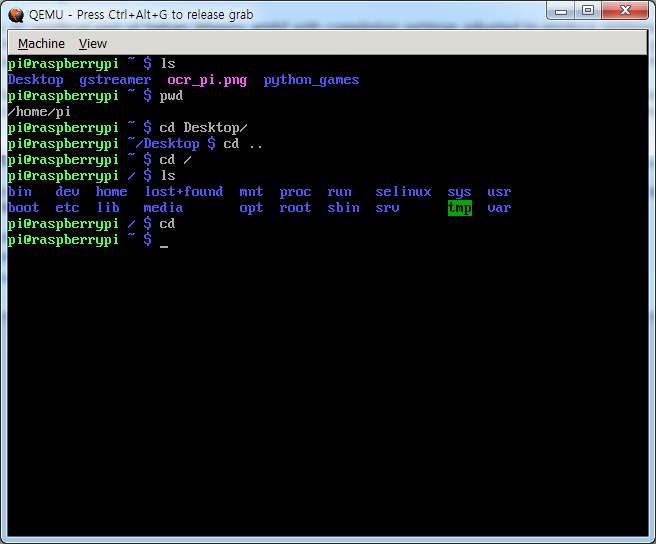 QEMU - Press Ctrl+Alt+G to release grab
Machine View
pi@raspberrypi ~ $ ls
Desktop gstreamer ocr_pi.png python_games
pi@raspberrypi ~ $ pwd
/home/pi
pi@raspberrypi ~ $ cd Desktop/
pi@raspberrypi ~/Desktop $ cd ..
pi@raspberrypi ~ $ cd /
pi@raspberrypi / $ ls
bin dev home lost+found mnt proc run selinux sys usr
boot etc lib media opt root sbin srv tmp var
pi@raspberrypi / $ cd
pi@raspberrypi ~ $ _